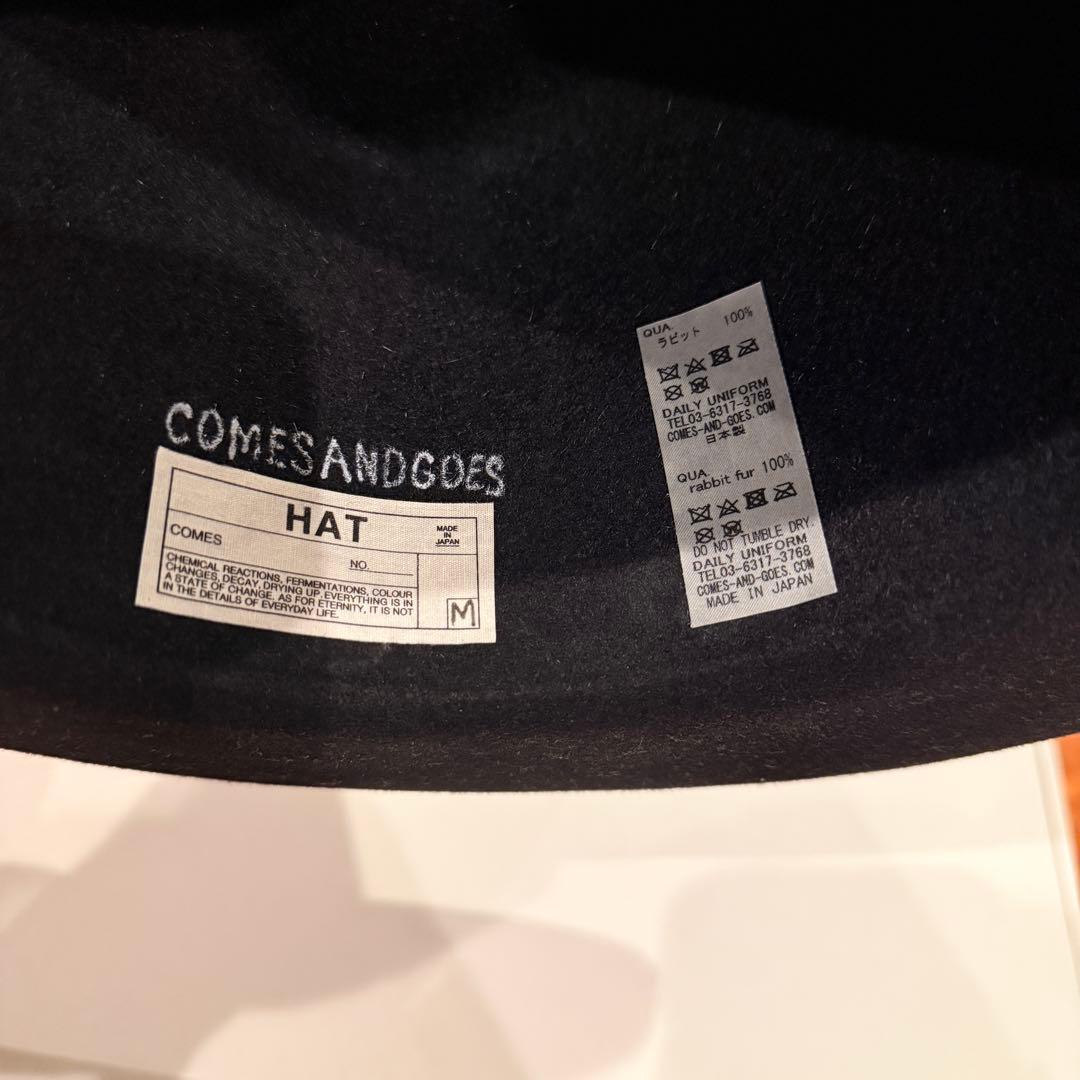 COMESANDGOES
HAT
MADE
IN
JAPAN
COMES
NO.
CHEMICAL REACTIONS, FERMENTATIONS, COLOUR
CHANGES, DECAY, DRYING UP. EVERYTHING IS IN
A STATE OF CHANGE. AS FOR ETERNITY, IT IS NOT
IN THE DETAILS OF EVERYDAY LIFE.
M
QUA.
ラビット 100%
DAILY UNIFORM
TEL03-6317-3768
COMES-AND-GOES.COM
日本製
QUA.
rabbit fur 100%
DO NOT TUMBLE DRY.
DAILY UNIFORM
TEL03-6317-3768
COMES-AND-GOES.COM
MADE IN JAPAN